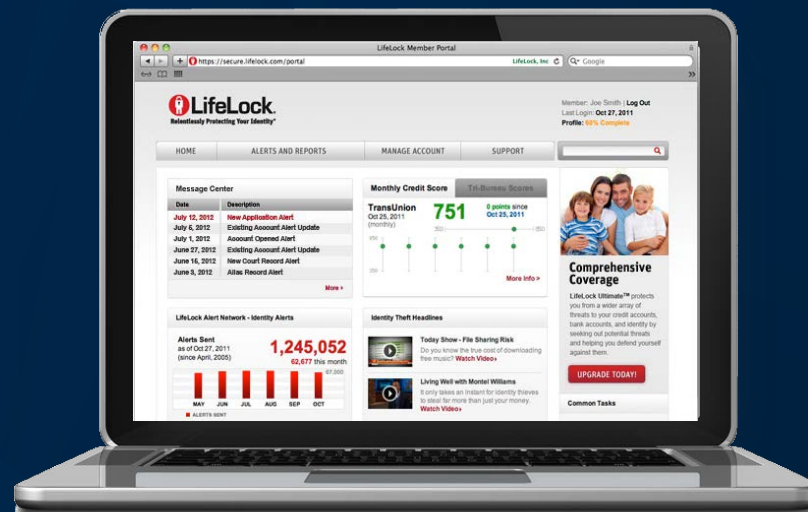 LifeLock Member Portal
https://secure.lifelock.com/portal
LifeLock, Inc
Google
LifeLock
Relentlessly Protecting Your Identity
Member: Joe Smith | Log Out
Last Login: Oct 27, 2011
Profile: 60% Complete
HOME ALERTS AND REPORTS MANAGE ACCOUNT SUPPORT
Message Center
Date Description
July 12, 2012 New Application Alert
July 6, 2012 Existing Account Alert Update
July 1, 2012 Account Opened Alert
June 27, 2012 Existing Account Alert Update
June 16, 2012 New Court Record Alert
June 3, 2012 Alias Record Alert
More »
Monthly Credit Score Tri-Bureau Scores
TransUnion
Oct 25, 2011
(monthly)
751
0 points since
Oct 25, 2011
More info >
Comprehensive
Coverage
LifeLock Ultimate™ protects
you from a wider array of
threats to your credit accounts,
bank accounts, and identity by
seeking out potential threats
and helping you defend yourself
against them.
UPGRADE TODAY!
Common Tasks
LifeLock Alert Network - Identity Alerts
Alerts Sent
as of Oct 27, 2011
(since April, 2005)
1,245,052
62,677 this month
67,000
MAY JUN JUL AUG SEP OCT
ALERTS SENT
Identity Theft Headlines
Today Show - File Sharing Risk
Do you know the true cost of downloading
free music? Watch Video»
Living Well with Montel Williams
It only takes an instant for identity thieves
to steal far more than just your money.
Watch Video»